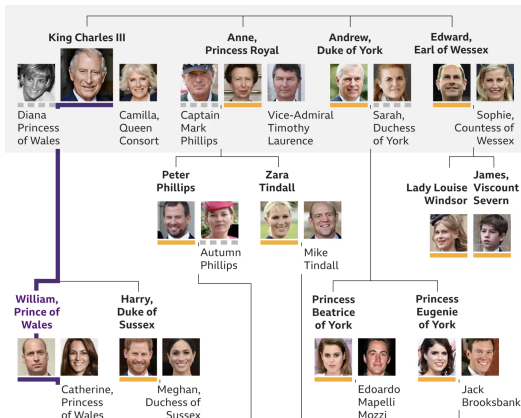 King Charles III
Anne,
Princess Royal
Andrew,
Duke of York
Edward,
Earl of Wessex
Diana
Princess
of Wales
Camilla,
Queen
Consort
Captain
Mark
Phillips
Vice-Admiral
Timothy
Laurence
Sarah,
Duchess
of York
Sophie,
Countess of
Wessex
Peter
Phillips
Zara
Tindall
Lady Louise
Windsor
James,
Viscount
Severn
Autumn
Phillips
Mike
Tindall
William,
Prince of
Wales
Harry,
Duke of
Sussex
Princess
Beatrice
of York
Princess
Eugenie
of York
Catherine,
Princess
of Wales
Meghan,
Duchess of
Sussex
Edoardo
Mapelli
Mozzi
Jack
Brooksbank